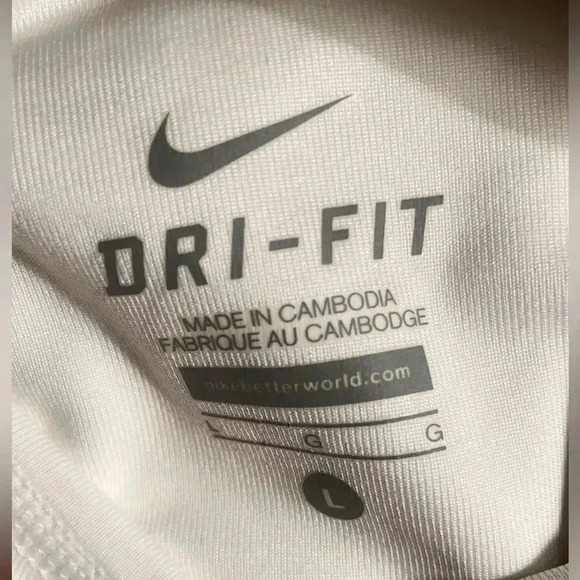 DRI-FIT
MADE IN CAMBODIA
FABRIQUE AU CAMBODGE
nikebetterworld.com
L G G
L